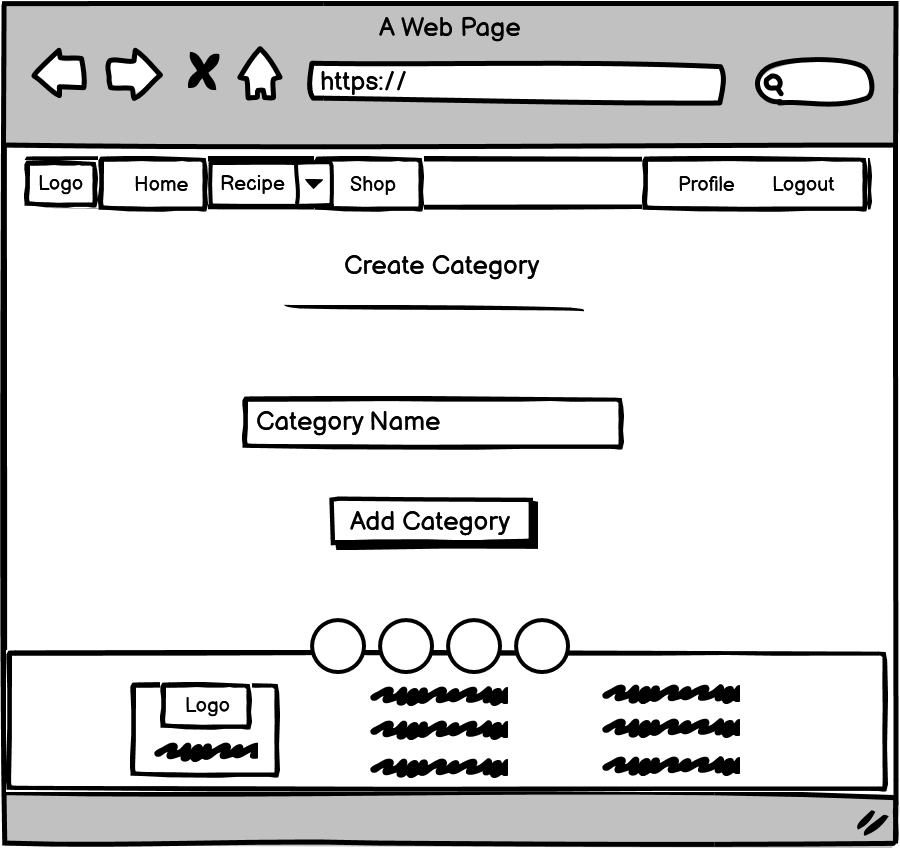 A Web Page
https://
Logo Home Recipe Shop Profile Logout
Create Category
Category Name
Add Category
Logo